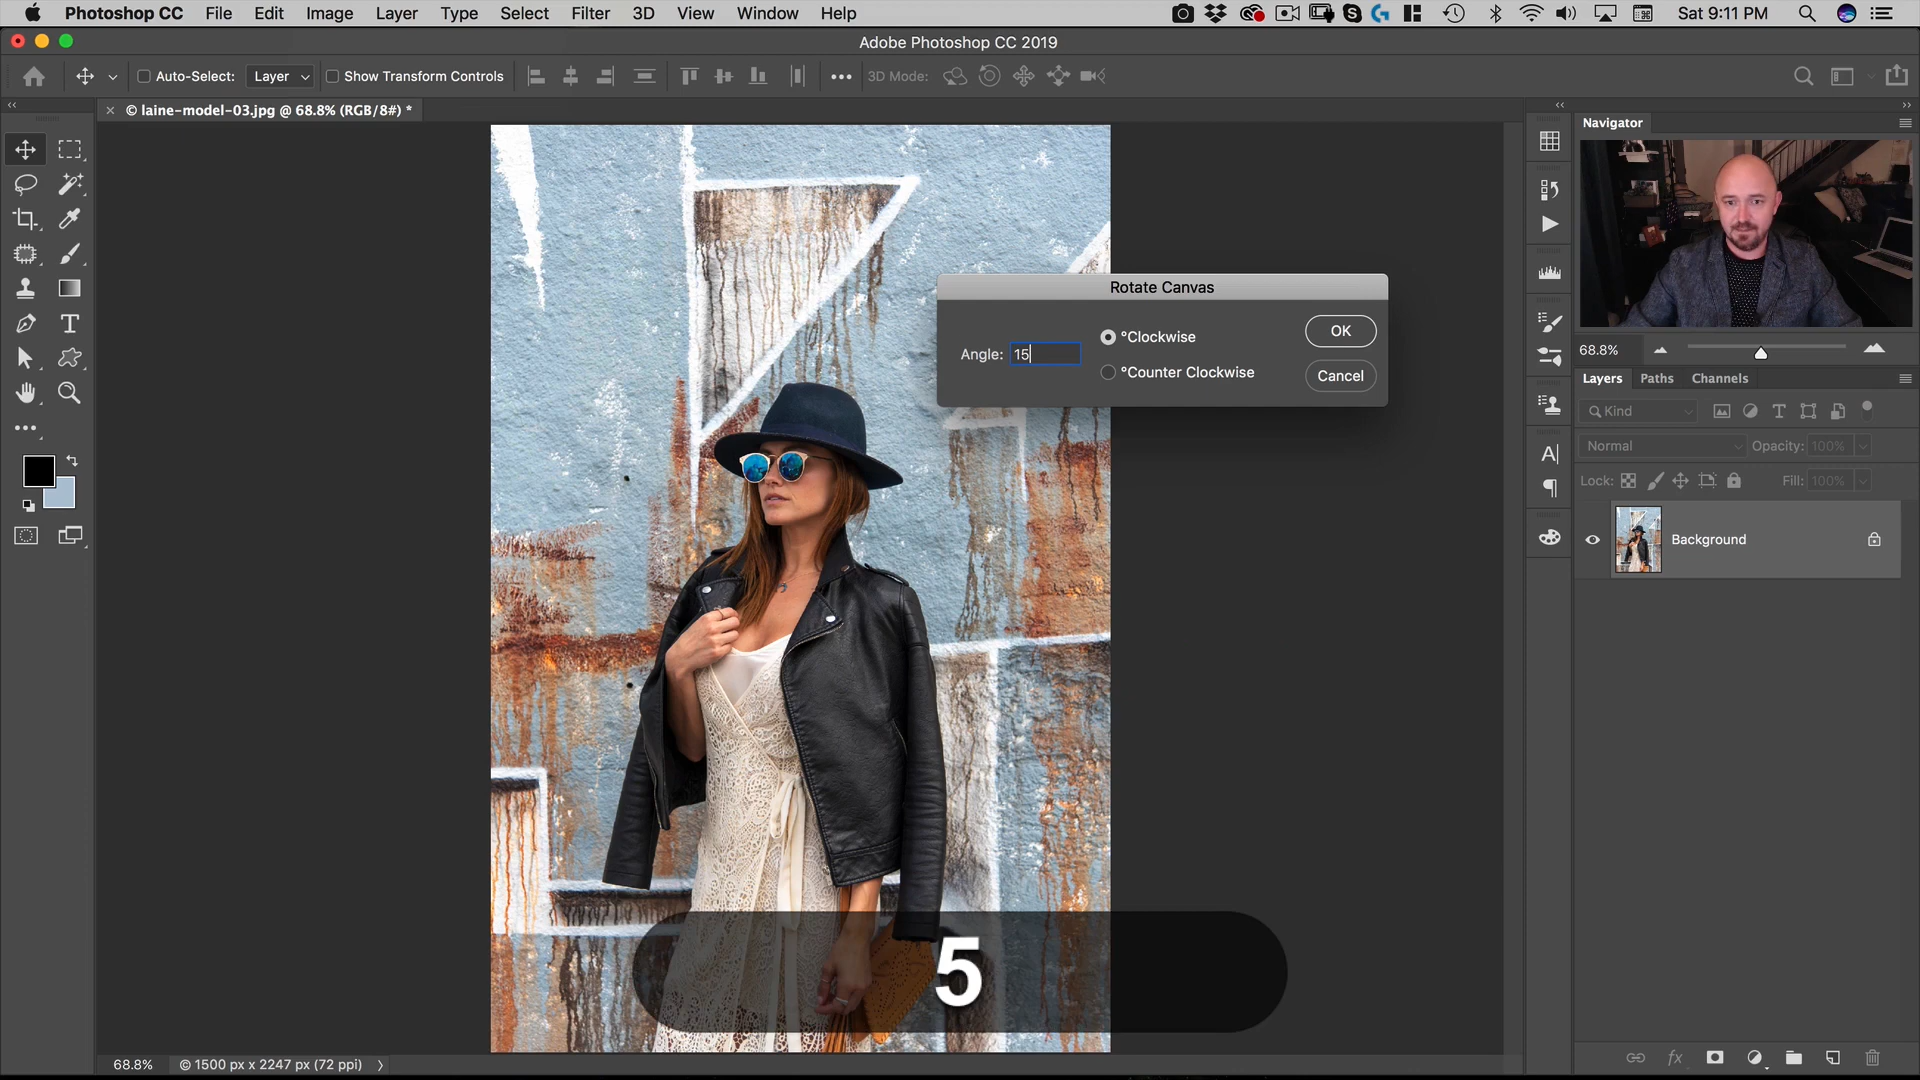 Photoshop CC File Edit Image Layer Type Select Filter 3D View Window Help Sat 9:11 PM
Adobe Photoshop CC 2019
Auto-Select: Layer Show Transform Controls 3D Mode:
© laine-model-03.jpg @ 68.8% (RGB/8#) *
Navigator
Rotate Canvas
Angle: 15
°Clockwise
°Counter Clockwise
OK
Cancel
68.8%
Layers Paths Channels
Kind
Normal Opacity: 100%
Lock: Fill: 100%
Background
5
68.8% © 1500 px x 2247 px (72 ppi)